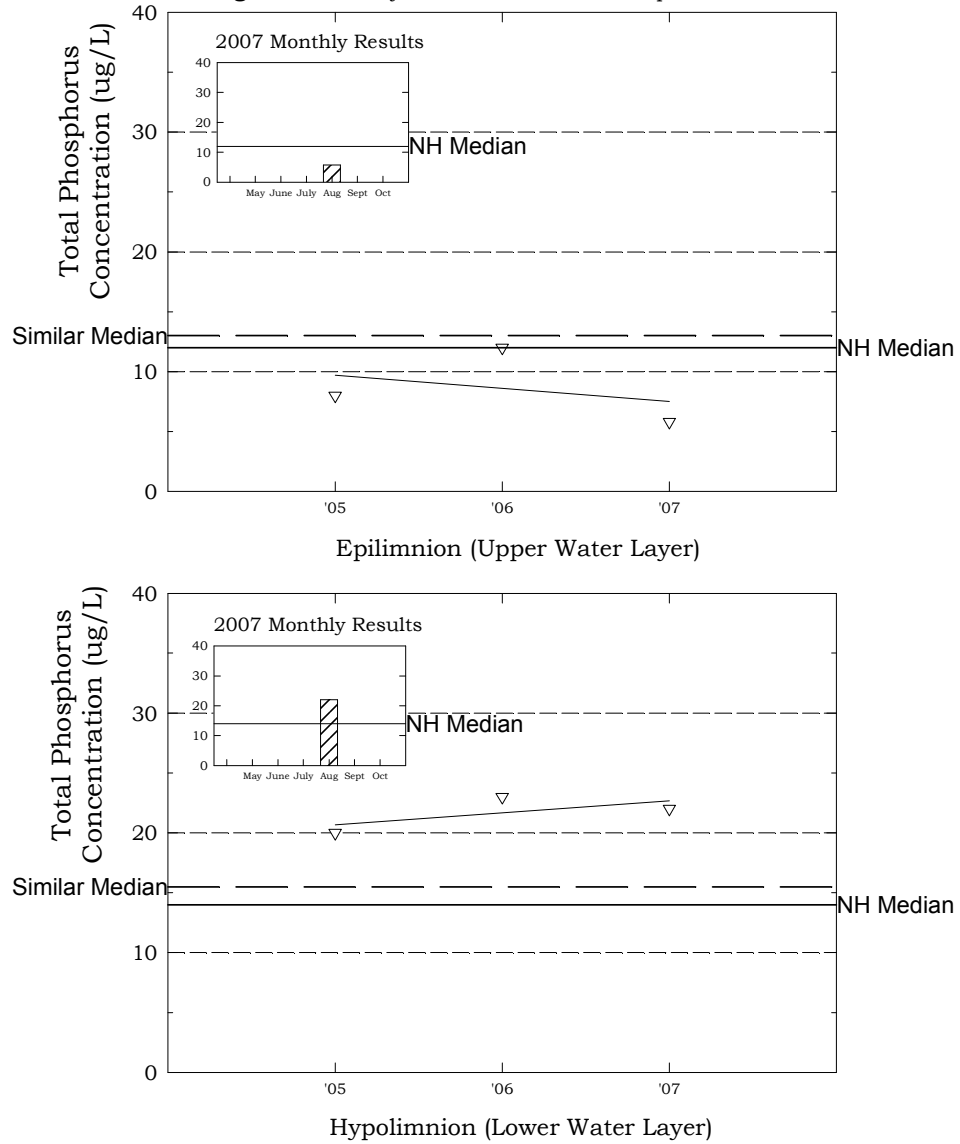 40
2007 Monthly Results
40
30
20
10
0
May June July Aug Sept Oct
NH Median
Total Phosphorus
Concentration (ug/L)
30
20
Similar Median
NH Median
10
0
'05 '06 '07
Epilimnion (Upper Water Layer)
40
2007 Monthly Results
40
30
20
10
0
May June July Aug Sept Oct
NH Median
Total Phosphorus
Concentration (ug/L)
30
20
Similar Median
NH Median
10
0
'05 '06 '07
Hypolimnion (Lower Water Layer)